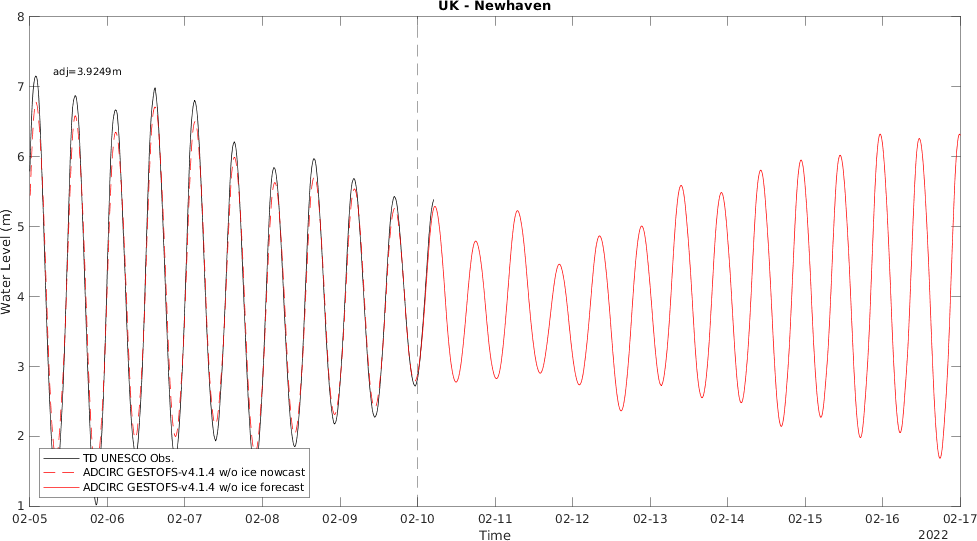 UK - Newhaven
8
adj=3.9249m
7
6
5
Water Level (m)
4
3
2
TD UNESCO Obs.
ADCIRC GESTOFS-v4.1.4 w/o ice nowcast
ADCIRC GESTOFS-v4.1.4 w/o ice forecast
1
02-05 02-06 02-07 02-08 02-09 02-10 02-11 02-12 02-13 02-14 02-15 02-16 02-17
Time
2022